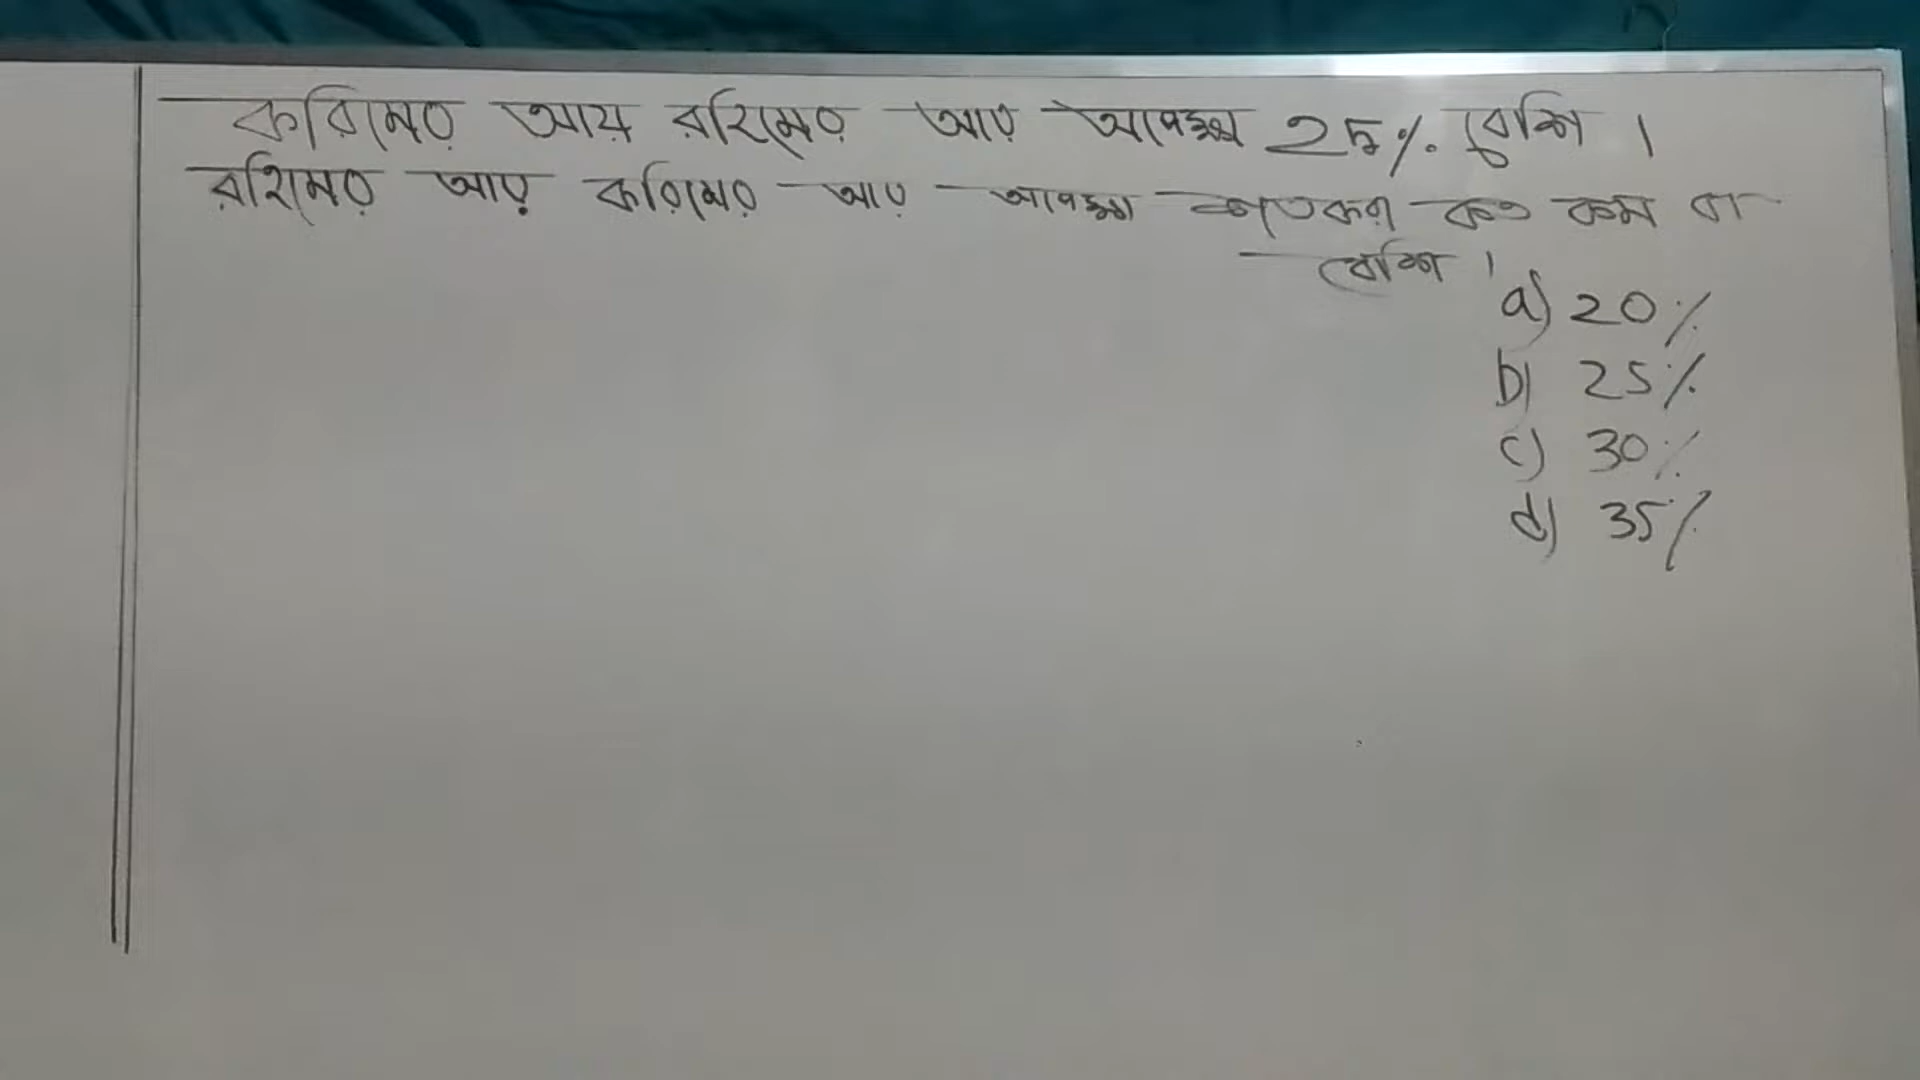 করিমের আয় রহিমের আয় অপেক্ষা 25% বেশি ।
রহিমের আয় করিমের আয় অপেক্ষা শতকরা কত কম বা
বেশি ।
a) 20%
b) 25%
c) 30%
d) 35%